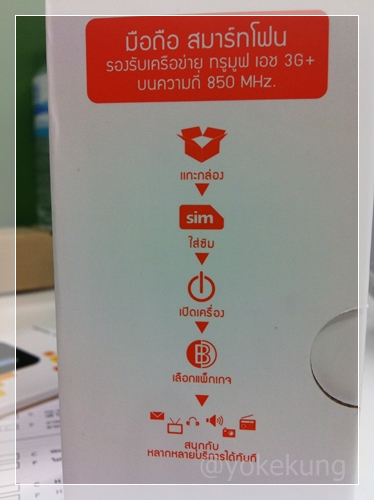 มือถือ สมาร์ทโฟน
รองรับเครือข่าย ทรูมูฟ เอช 3G+
บนความถี่ 850 MHz.
แกะกล่อง
sim
ใส่ซิม
เปิดเครื่อง
เลือกแพ็กเกจ
สนุกกับ
หลากหลายบริการได้ทันที
@yokekung